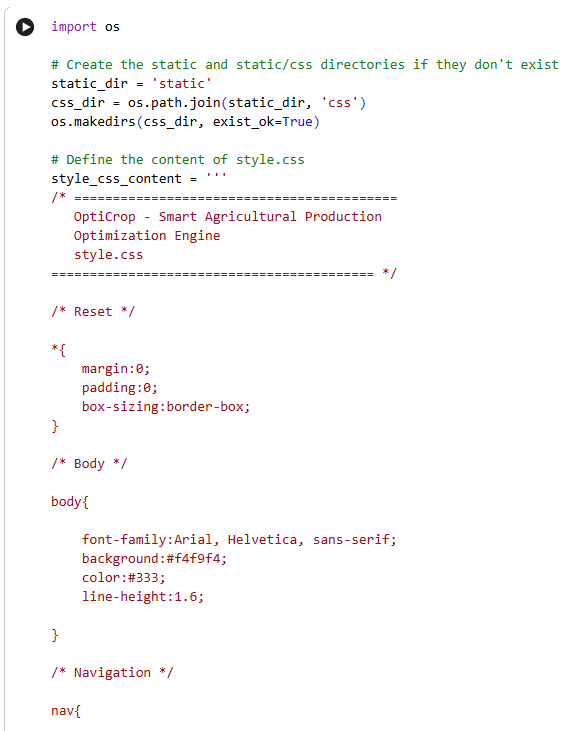 import os
# Create the static and static/css directories if they don't exist
static_dir = 'static'
css_dir = os.path.join(static_dir, 'css')
os.makedirs(css_dir, exist_ok=True)
# Define the content of style.css
style_css_content = '''
/* ==========================================
   OptiCrop - Smart Agricultural Production
   Optimization Engine
   style.css
========================================== */
/* Reset */
*{
    margin:0;
    padding:0;
    box-sizing:border-box;
}
/* Body */
body{
    font-family:Arial, Helvetica, sans-serif;
    background:#f4f9f4;
    color:#333;
    line-height:1.6;
}
/* Navigation */
nav{